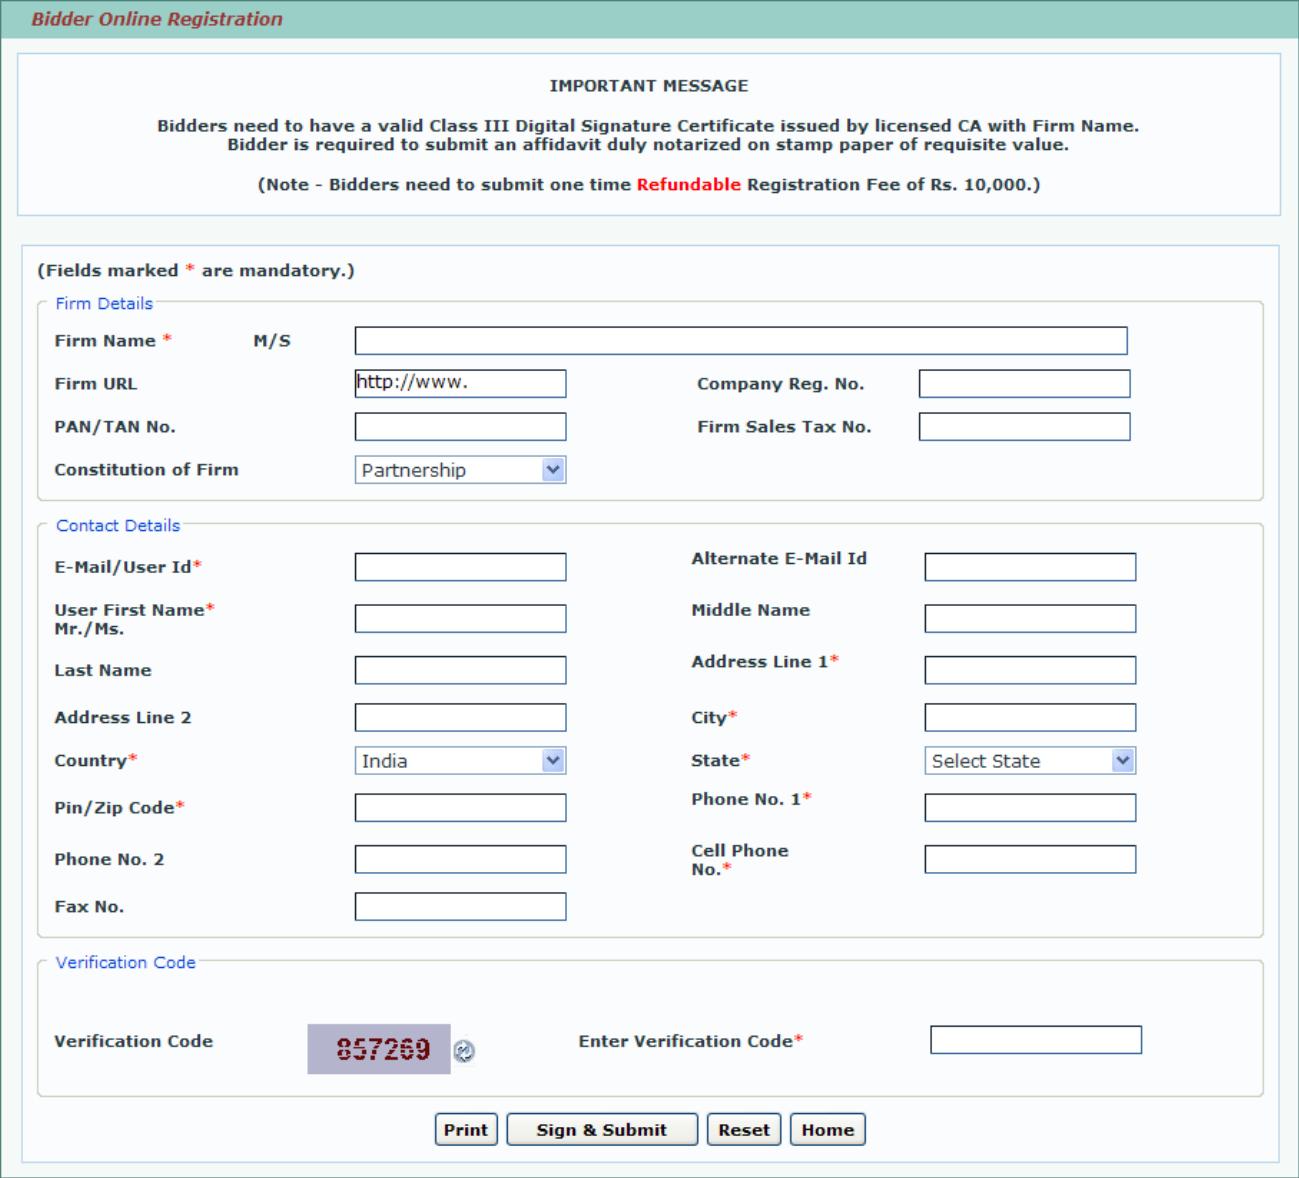 Bidder Online Registration
IMPORTANT MESSAGE
Bidders need to have a valid Class III Digital Signature Certificate issued by licensed CA with Firm Name.
Bidder is required to submit an affidavit duly notarized on stamp paper of requisite value.
(Note - Bidders need to submit one time Refundable Registration Fee of Rs. 10,000.)
(Fields marked * are mandatory.)
Firm Details
Firm Name * M/S
Firm URL http://www. Company Reg. No.
PAN/TAN No. Firm Sales Tax No.
Constitution of Firm Partnership
Contact Details
E-Mail/User Id* Alternate E-Mail Id
User First Name* Middle Name
Mr./Ms.
Last Name Address Line 1*
Address Line 2 City*
Country* India State* Select State
Pin/Zip Code* Phone No. 1*
Phone No. 2 Cell Phone
No.*
Fax No.
Verification Code
Verification Code 857269 Enter Verification Code*
Print Sign & Submit Reset Home